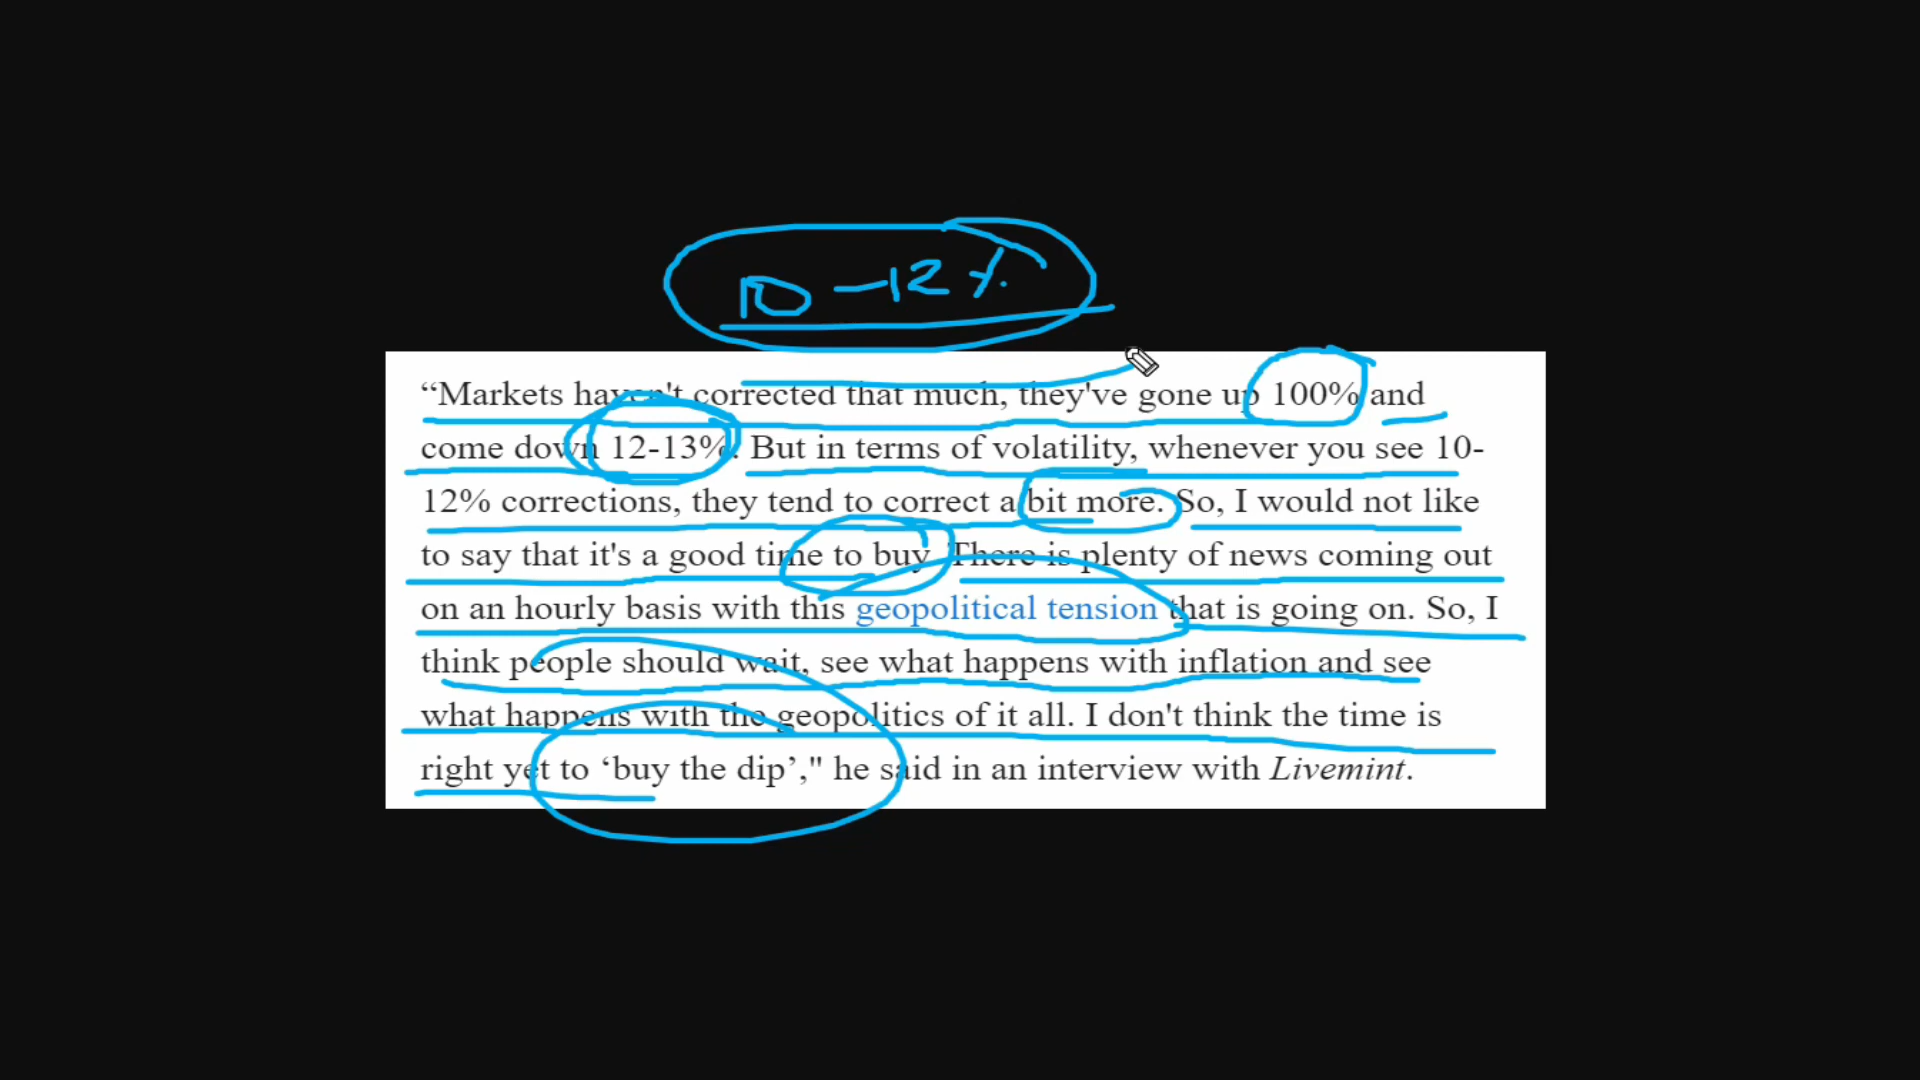 10-12%
“Markets haven't corrected that much, they've gone up 100% and
come down 12-13%. But in terms of volatility, whenever you see 10-
12% corrections, they tend to correct a bit more. So, I would not like
to say that it's a good time to buy. There is plenty of news coming out
on an hourly basis with this geopolitical tension that is going on. So, I
think people should wait, see what happens with inflation and see
what happens with the geopolitics of it all. I don't think the time is
right yet to ‘buy the dip’," he said in an interview with Livemint.